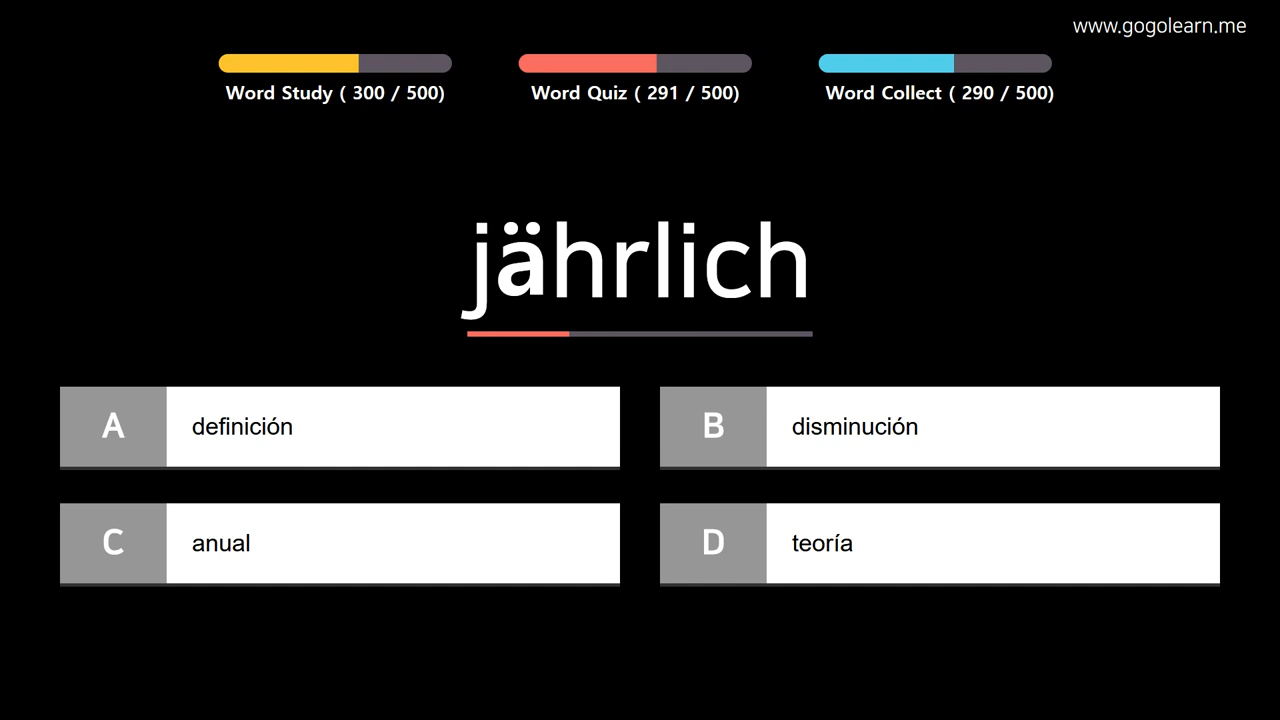 www.gogolearn.me
Word Study ( 300 / 500)
Word Quiz ( 291 / 500)
Word Collect ( 290 / 500)
jährlich
A definición
B disminución
C anual
D teoría